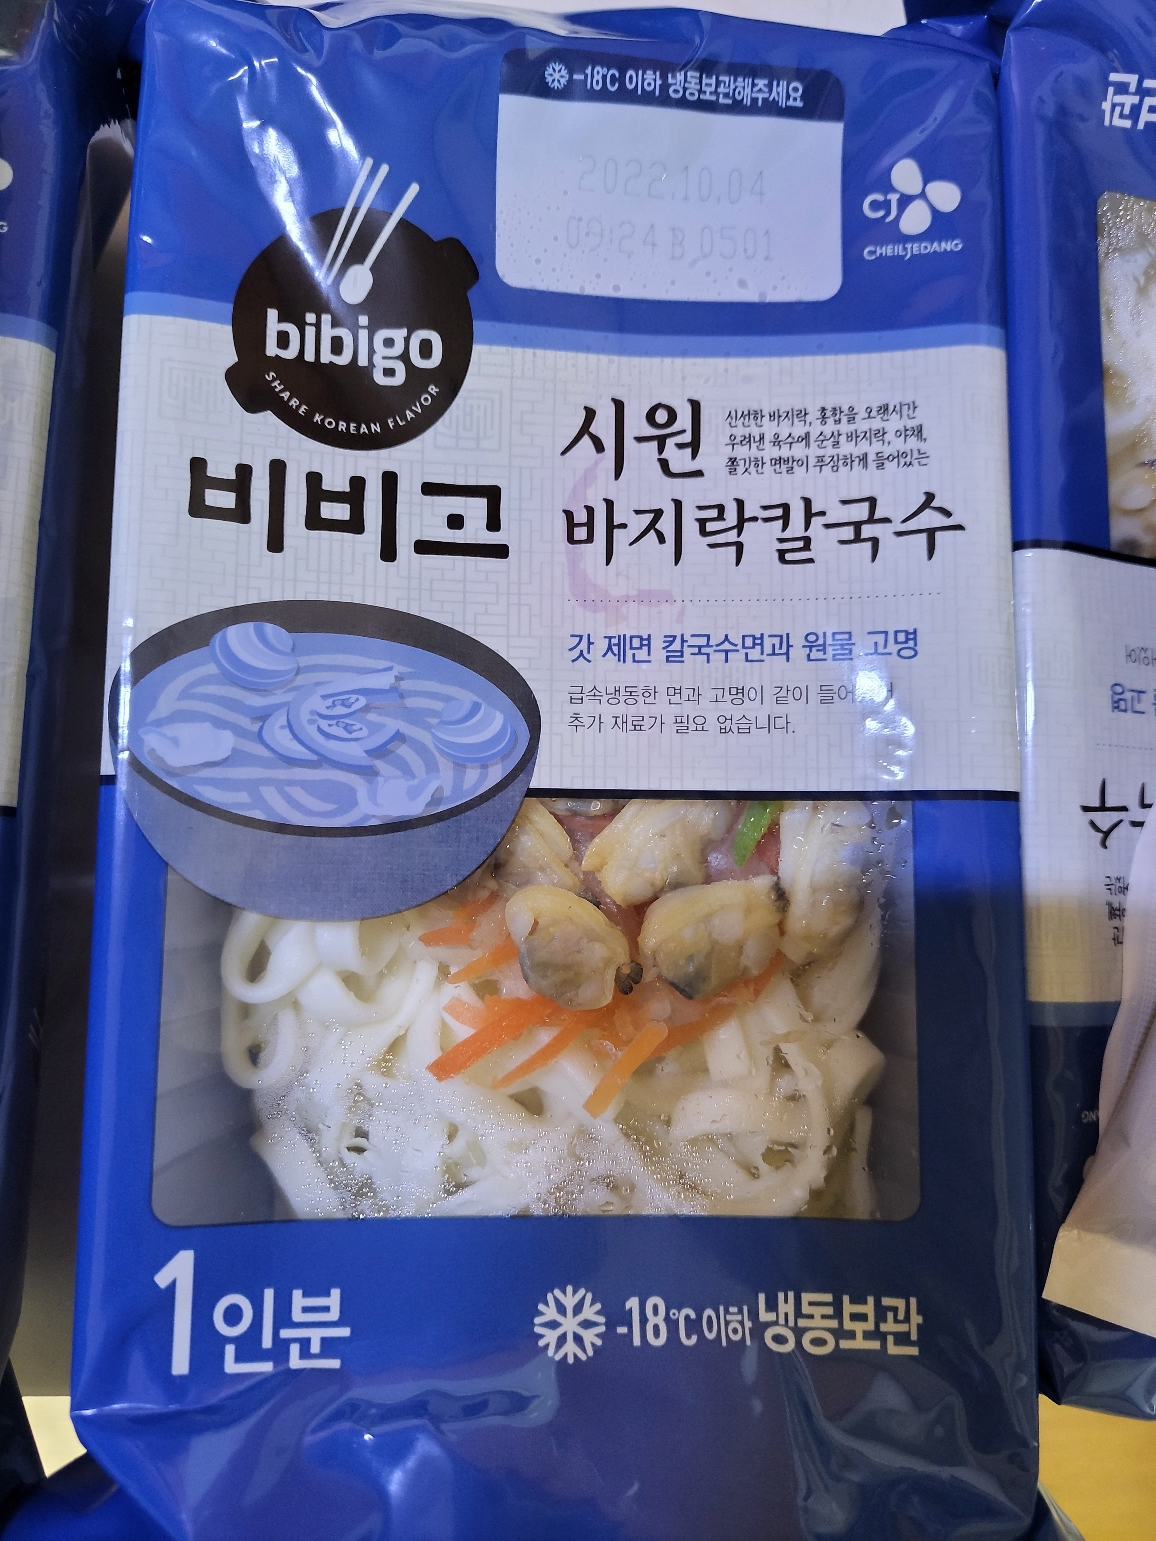 -18℃ 이하 냉동보관해주세요
2022.10.04
09:24 B 0501
CJ
CHEILJEDANG
bibigo
SHARE KOREAN FLAVOR
비비고
시원
신선한 바지락, 홍합을 오랜시간
우려낸 육수에 순살 바지락, 야채,
쫄깃한 면발이 푸짐하게 들어있는
바지락칼국수
갓 제면 칼국수면과 원물 고명
급속냉동한 면과 고명이 같이
추가 재료가 필요 없습니다.
1인분
-18℃ 이하 냉동보관